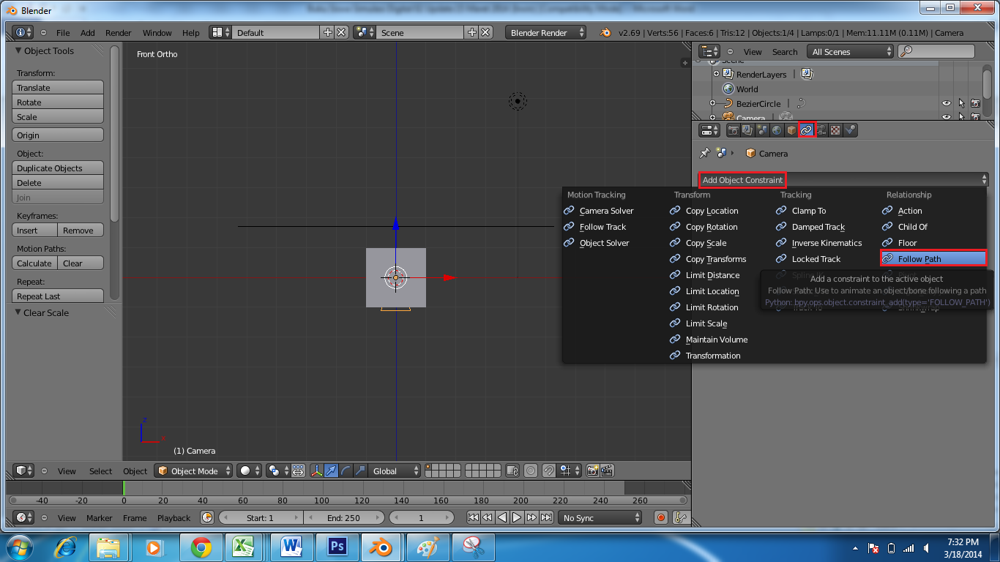 Blender
File Add Render Window Help Default Scene Blender Render v2.69 | Verts:56 | Faces:6 | Tris:12 | Objects:1/4 | Lamps:0/1 | Mem:11.11M (0.11M) | Camera
Object Tools
Transform:
Translate
Rotate
Scale
Origin
Object:
Duplicate Objects
Delete
Join
Keyframes:
Insert Remove
Motion Paths:
Calculate Clear
Repeat:
Repeat Last
Clear Scale
Front Ortho
z
x
(1) Camera
View Search All Scenes
Scene
RenderLayers
World
BezierCircle
Camera
Camera
Add Object Constraint
Motion Tracking
Camera Solver
Follow Track
Object Solver
Transform
Copy Location
Copy Rotation
Copy Scale
Copy Transforms
Limit Distance
Limit Location
Limit Rotation
Limit Scale
Maintain Volume
Transformation
Tracking
Clamp To
Damped Track
Inverse Kinematics
Locked Track
Relationship
Action
Child Of
Floor
Follow Path
Add a constraint to the active object
Follow Path: Use to animate an object/bone following a path
Python: bpy.ops.object.constraint_add(type='FOLLOW_PATH')
View Select Object Object Mode Global
-40 -20 0 20 40 60 80 100 120 140 160 180 200 220 240 260
View Marker Frame Playback Start: 1 End: 250 1 No Sync
7:32 PM
3/18/2014